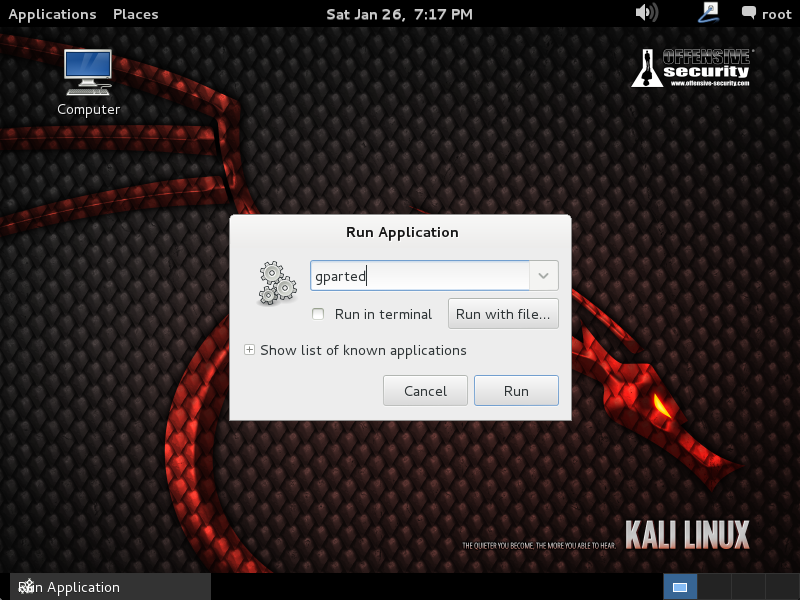 Applications Places Sat Jan 26, 7:17 PM root
Computer
OFFENSIVE
security
www.offensive-security.com
Run Application
gparted
Run in terminal Run with file...
Show list of known applications
Cancel Run
THE QUIETER YOU BECOME, THE MORE YOU ABLE TO HEAR. KALI LINUX
Run Application